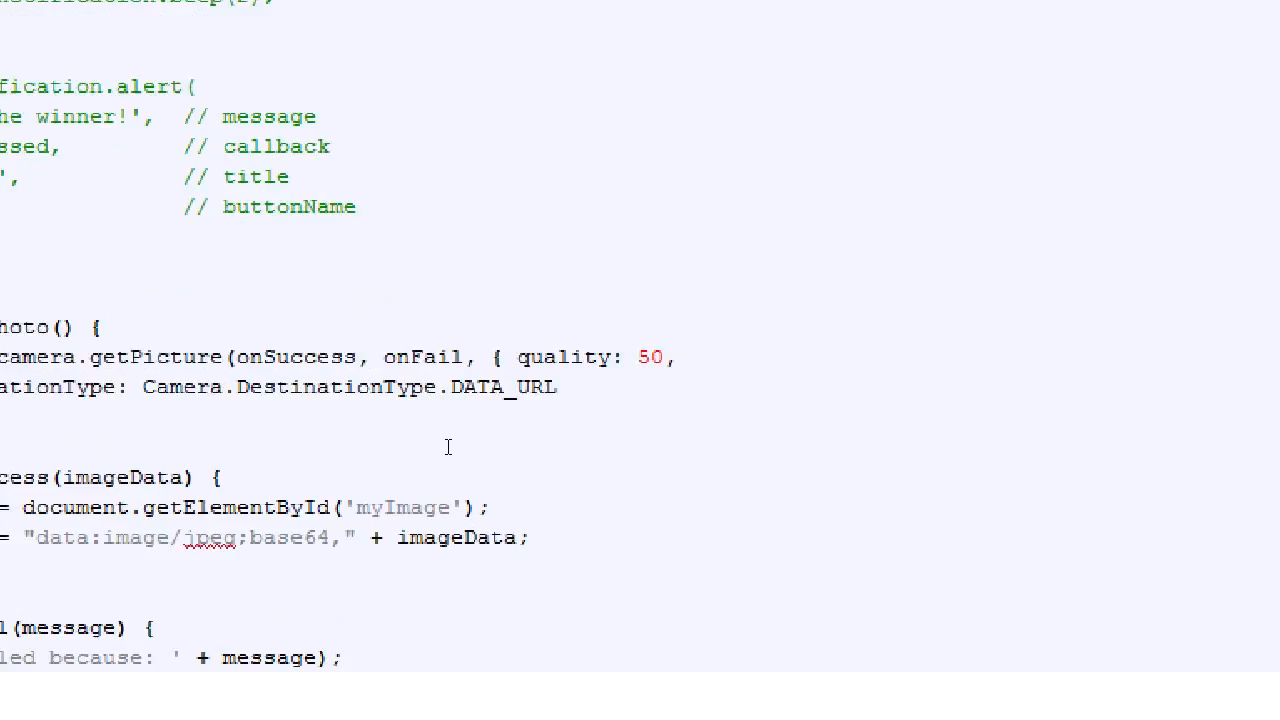 fication.alert(
he winner!',  // message
ssed,         // callback
',            // title
// buttonName
hoto() {
camera.getPicture(onSuccess, onFail, { quality: 50,
ationType: Camera.DestinationType.DATA_URL
cess(imageData) {
= document.getElementById('myImage');
= "data:image/jpeg;base64," + imageData;
l(message) {
led because: ' + message);